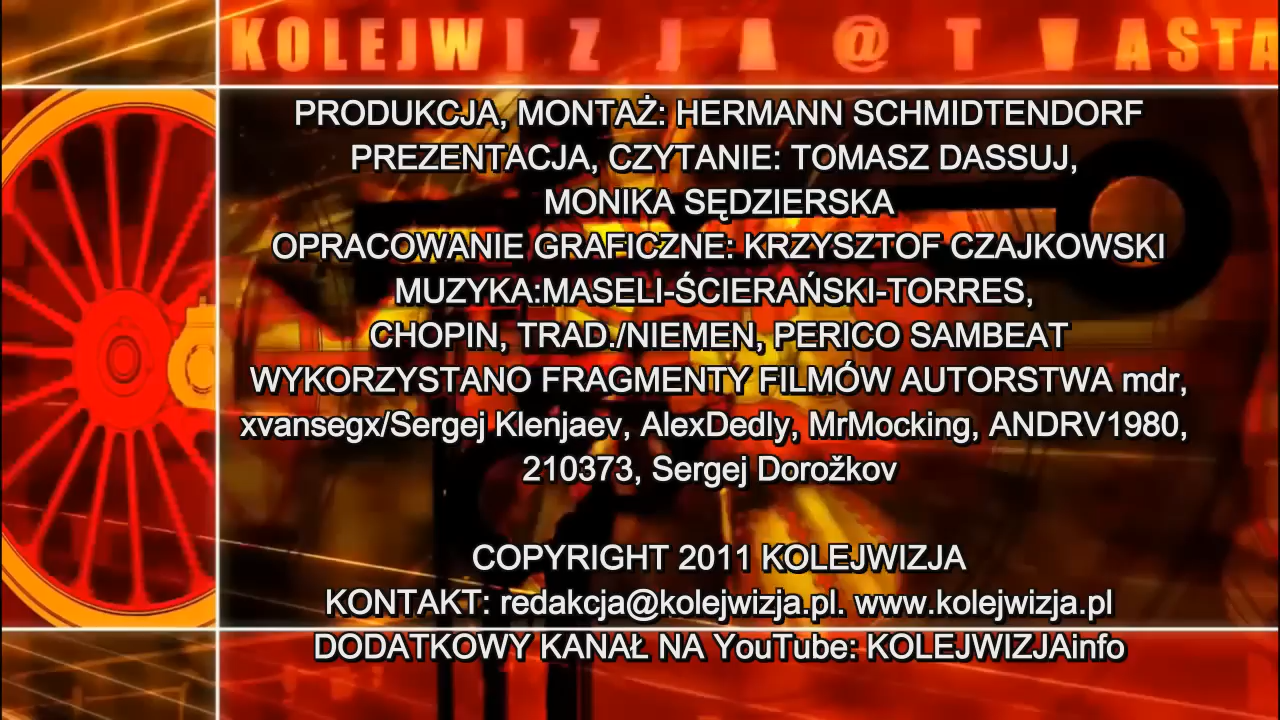 KOLEJWIZJA@TVASTA
PRODUKCJA, MONTAŻ: HERMANN SCHMIDTENDORF
PREZENTACJA, CZYTANIE: TOMASZ DASSUJ,
MONIKA SĘDZIERSKA
OPRACOWANIE GRAFICZNE: KRZYSZTOF CZAJKOWSKI
MUZYKA:MASELI-ŚCIERAŃSKI-TORRES,
CHOPIN, TRAD./NIEMEN, PERICO SAMBEAT
WYKORZYSTANO FRAGMENTY FILMÓW AUTORSTWA mdr,
xvansegx/Sergej Klenjaev, AlexDedly, MrMocking, ANDRV1980,
210373, Sergej Dorožkov
COPYRIGHT 2011 KOLEJWIZJA
KONTAKT: redakcja@kolejwizja.pl. www.kolejwizja.pl
DODATKOWY KANAŁ NA YouTube: KOLEJWIZJAinfo